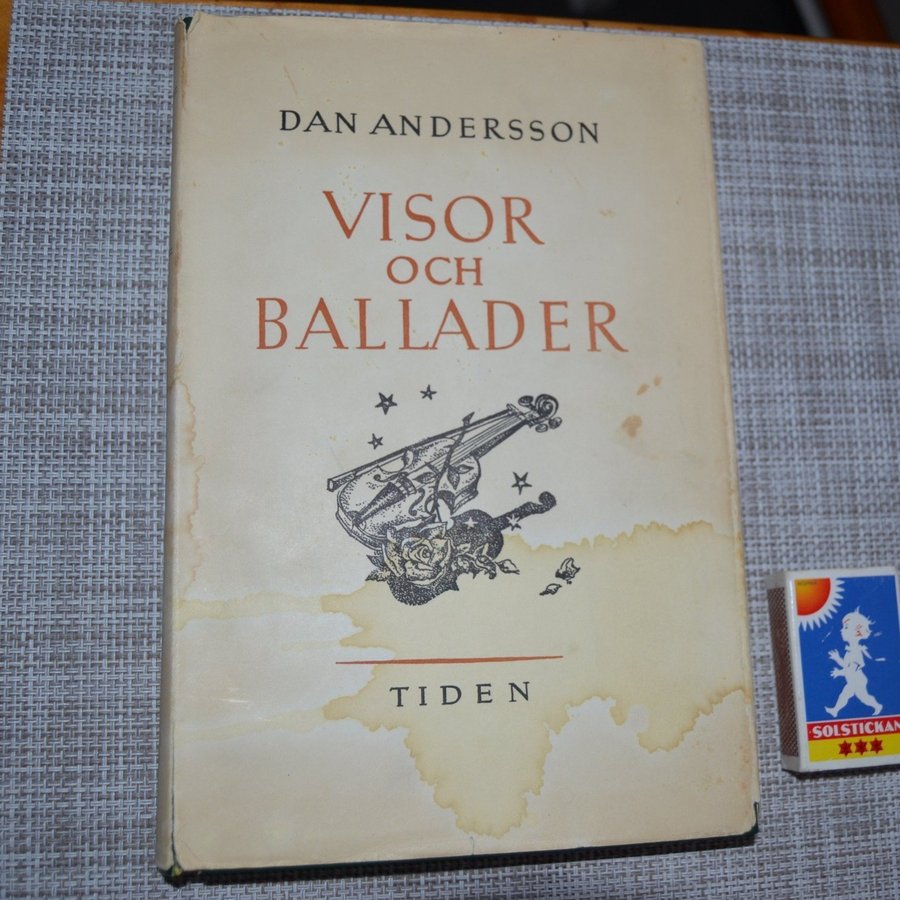 DAN ANDERSSON
VISOR
OCH
BALLADER
TIDEN
SOLSTICKAN